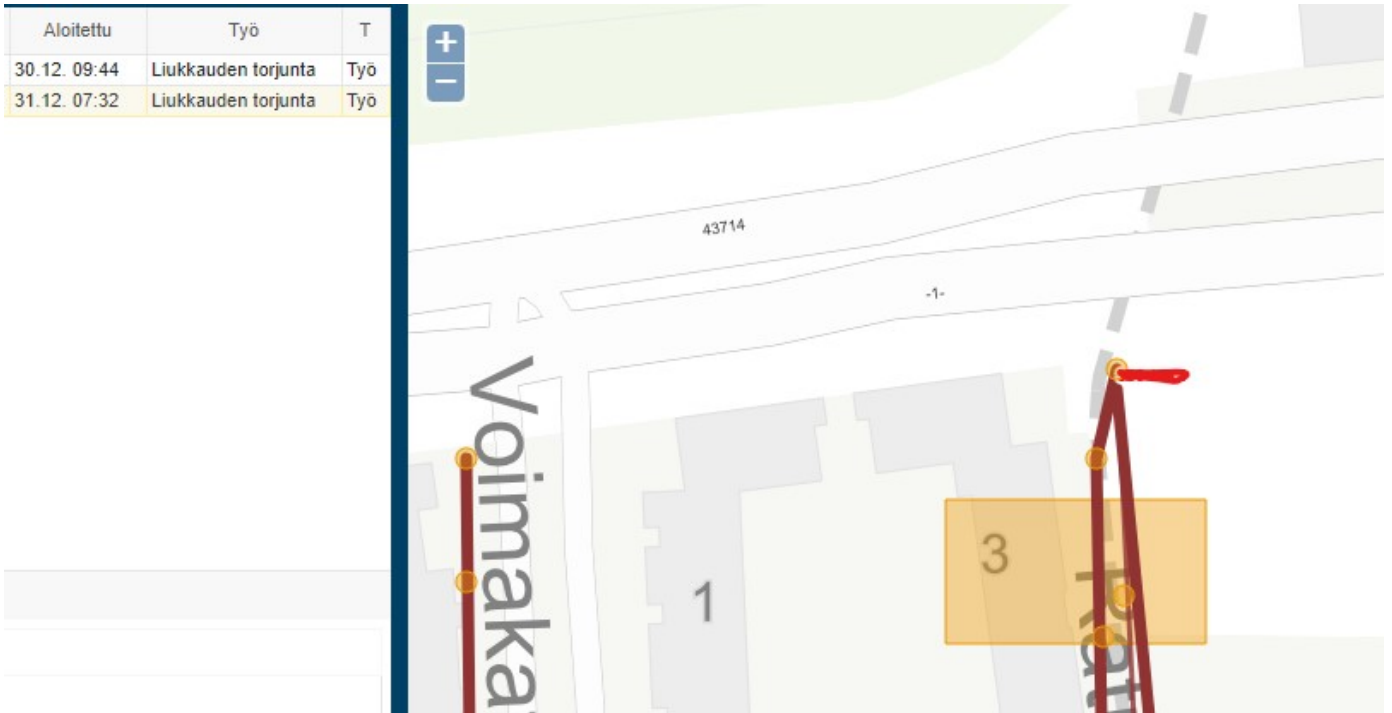 Aloitettu Työ T
30.12. 09:44 Liukkauden torjunta Työ
31.12. 07:32 Liukkauden torjunta Työ
+
−
43714
-1-
Voimaka
1
3
Rat